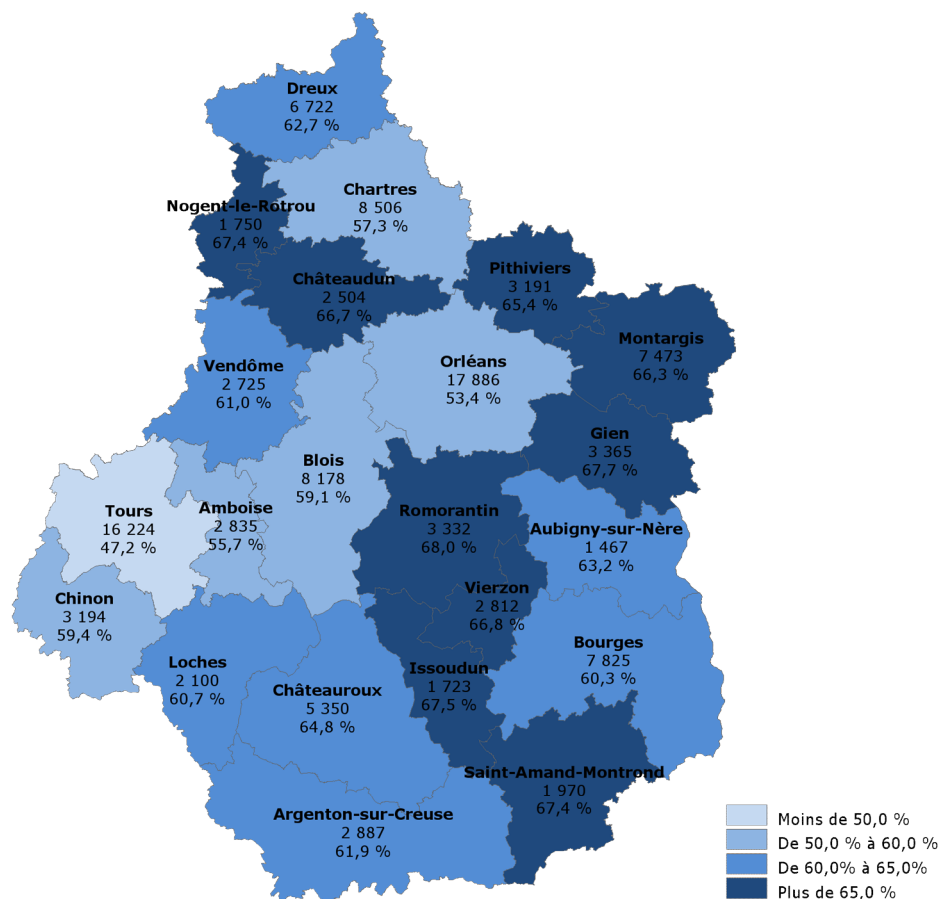 Dreux
6 722
62,7 %
Chartres
8 506
57,3 %
Nogent-le-Rotrou
1 750
67,4 %
Châteaudun
2 504
66,7 %
Pithiviers
3 191
65,4 %
Montargis
7 473
66,3 %
Vendôme
2 725
61,0 %
Orléans
17 886
53,4 %
Gien
3 365
67,7 %
Blois
8 178
59,1 %
Tours
16 224
47,2 %
Amboise
2 835
55,7 %
Romorantin
3 332
68,0 %
Aubigny-sur-Nère
1 467
63,2 %
Chinon
3 194
59,4 %
Vierzon
2 812
66,8 %
Loches
2 100
60,7 %
Châteauroux
5 350
64,8 %
Issoudun
1 723
67,5 %
Bourges
7 825
60,3 %
Saint-Amand-Montrond
1 970
67,4 %
Argenton-sur-Creuse
2 887
61,9 %
Moins de 50,0 %
De 50,0 % à 60,0 %
De 60,0% à 65,0%
Plus de 65,0 %